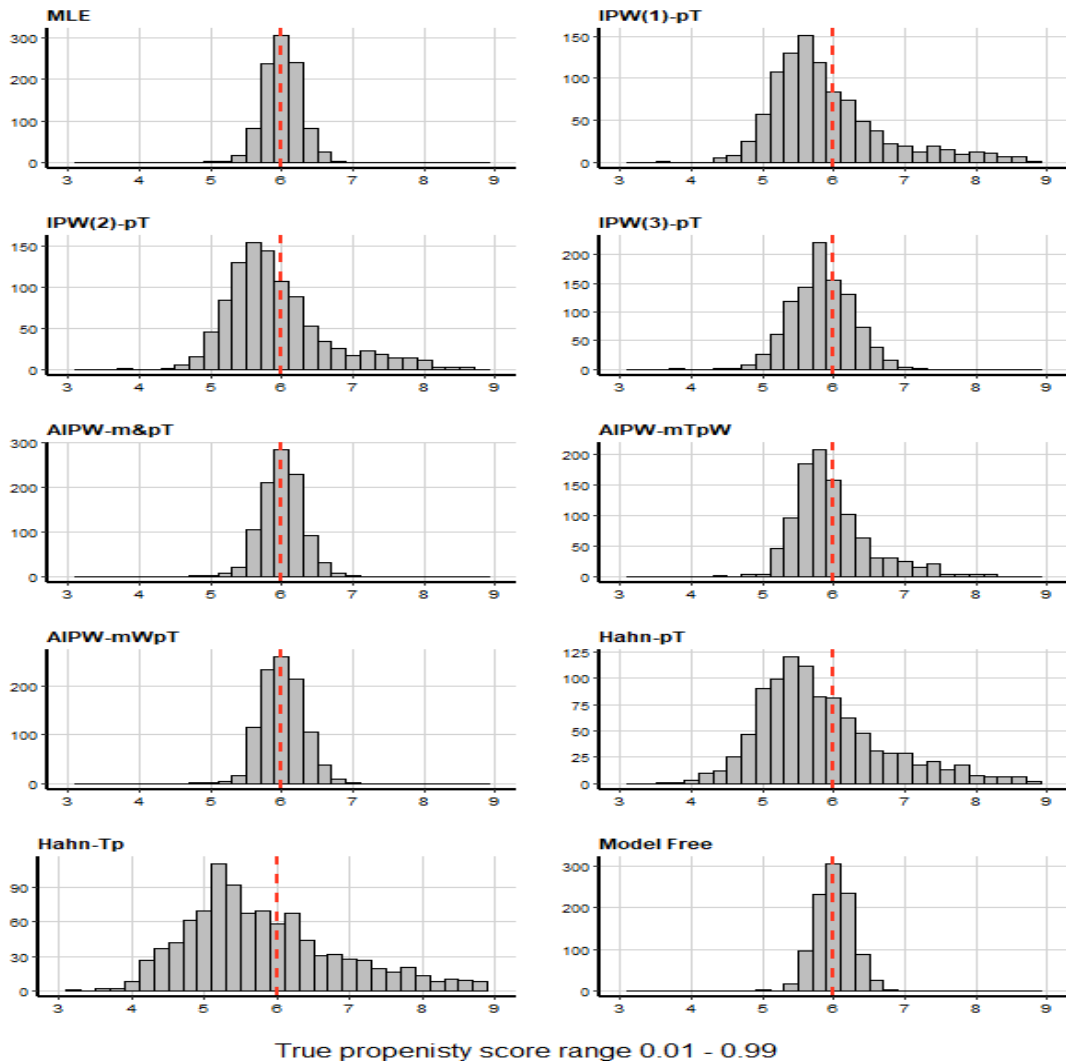 MLE
300
200
100
0
3 4 5 6 7 8 9
IPW(1)-pT
150
100
50
0
3 4 5 6 7 8 9
IPW(2)-pT
150
100
50
0
3 4 5 6 7 8 9
IPW(3)-pT
200
150
100
50
0
3 4 5 6 7 8 9
AIPW-m&pT
300
200
100
0
3 4 5 6 7 8 9
AIPW-mTpW
200
150
100
50
0
3 4 5 6 7 8 9
AIPW-mWpT
200
100
0
3 4 5 6 7 8 9
Hahn-pT
125
100
75
50
25
0
3 4 5 6 7 8 9
Hahn-Tp
90
60
30
0
3 4 5 6 7 8 9
Model Free
300
200
100
0
3 4 5 6 7 8 9
True propenisty score range 0.01 - 0.99